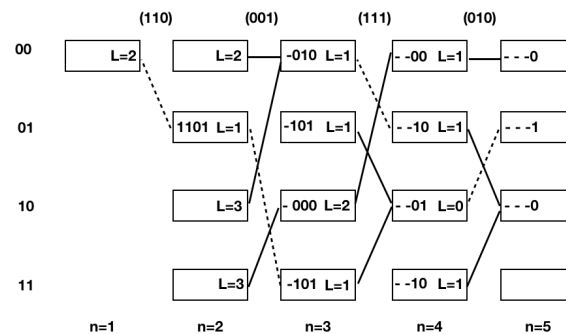 (110) (001) (111) (010)
00 L=2 L=2 -010 L=1 - -00 L=1 - - -0
01 1101 L=1 -101 L=1 - -10 L=1 - - -1
10 L=3 - 000 L=2 - -01 L=0 - - -0
11 L=3 -101 L=1 - -10 L=1
n=1 n=2 n=3 n=4 n=5